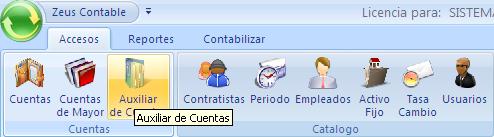 Zeus Contable
Licencia para: SISTEMA
Accesos Reportes Contabilizar
Cuentas
Cuentas de Mayor
Auxiliar de C
Auxiliar de Cuentas
Contratistas
Periodo
Empleados
Activo Fijo
Tasa Cambio
Usuarios
Cuentas
Catalogo